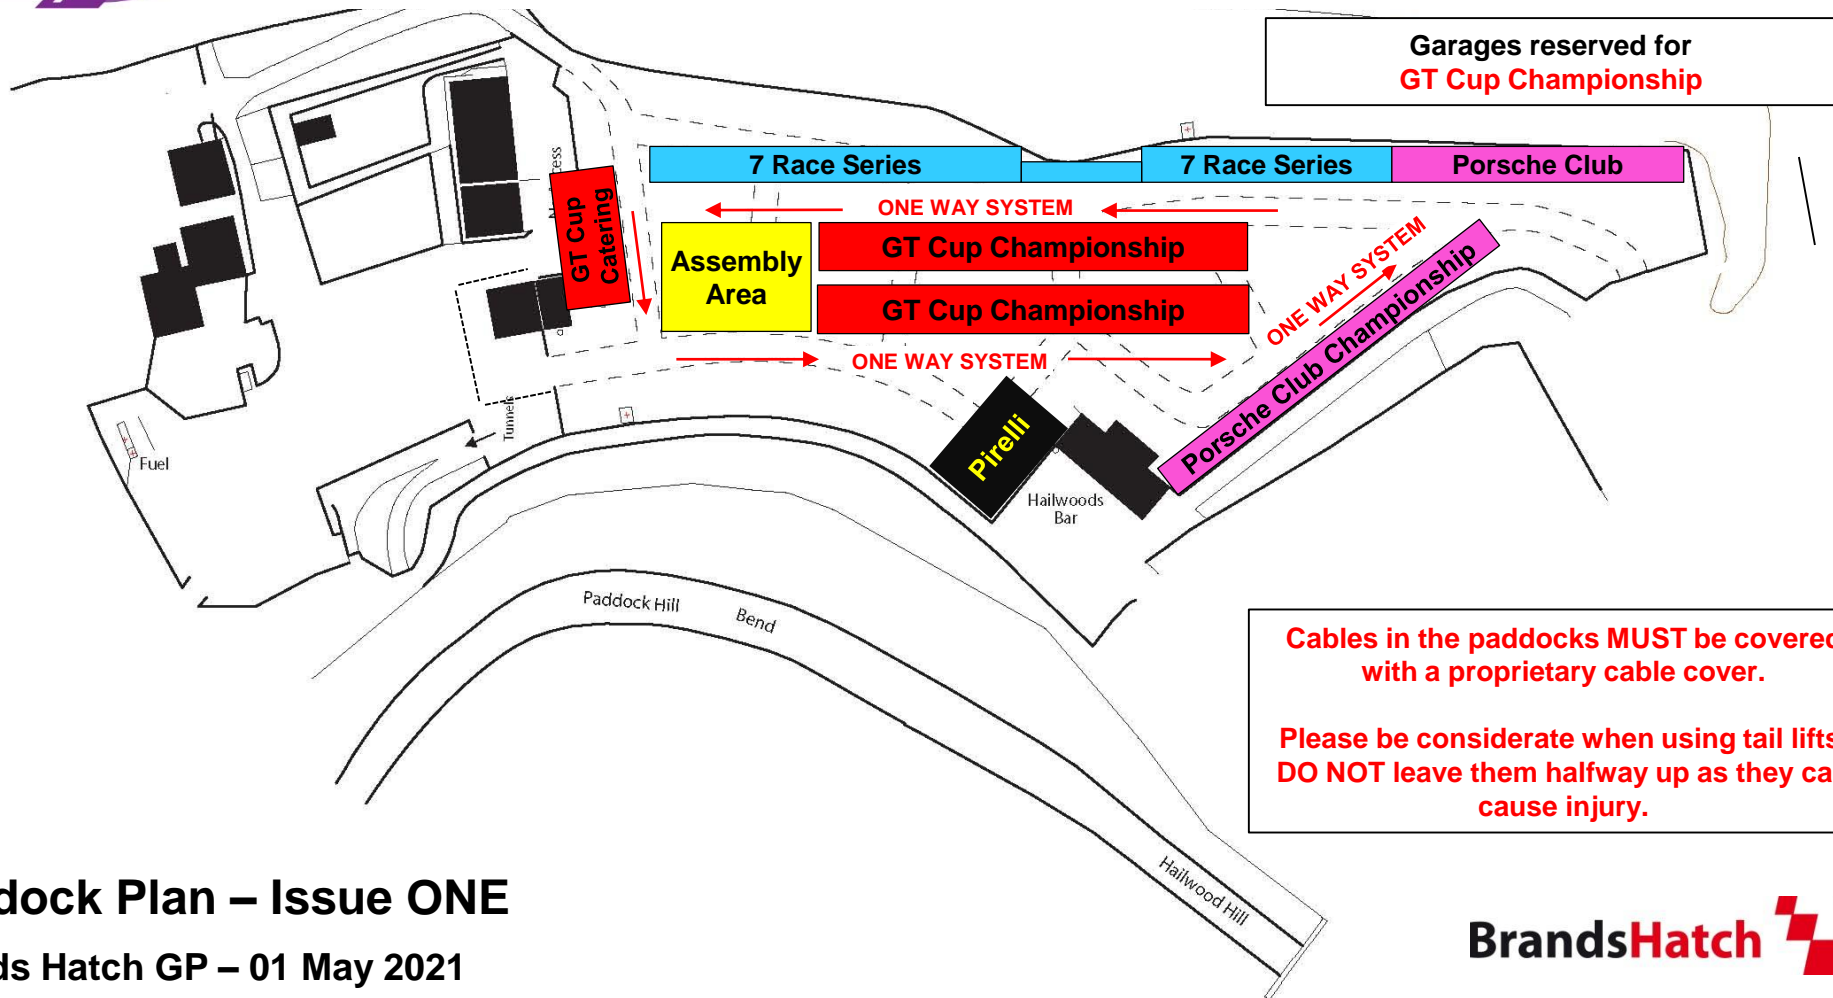 Garages reserved for
GT Cup Championship
7 Race Series
7 Race Series
Porsche Club
ONE WAY SYSTEM
GT Cup
Catering
Assembly
Area
GT Cup Championship
GT Cup Championship
ONE WAY SYSTEM
ONE WAY SYSTEM
Porsche Club Championship
Pirelli
Hailwoods
Bar
Tunnels
Fuel
Paddock Hill
Bend
Hailwood Hill
Cables in the paddocks MUST be covered
with a proprietary cable cover.
Please be considerate when using tail lifts
DO NOT leave them halfway up as they ca
cause injury.
dock Plan – Issue ONE
ds Hatch GP – 01 May 2021
BrandsHatch